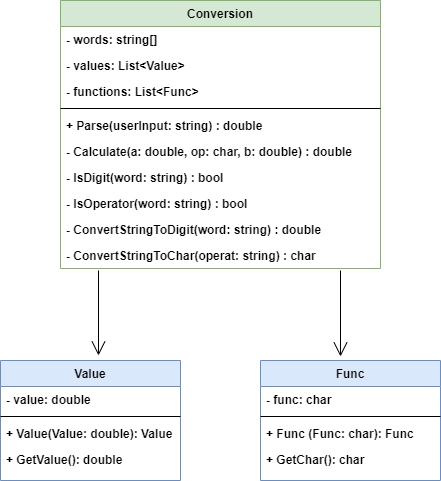 Conversion
- words: string[]
- values: List<Value>
- functions: List<Func>
+ Parse(userInput: string) : double
- Calculate(a: double, op: char, b: double) : double
- IsDigit(word: string) : bool
- IsOperator(word: string) : bool
- ConvertStringToDigit(word: string) : double
- ConvertStringToChar(operat: string) : char
Value
- value: double
+ Value(Value: double): Value
+ GetValue(): double
Func
- func: char
+ Func (Func: char): Func
+ GetChar(): char